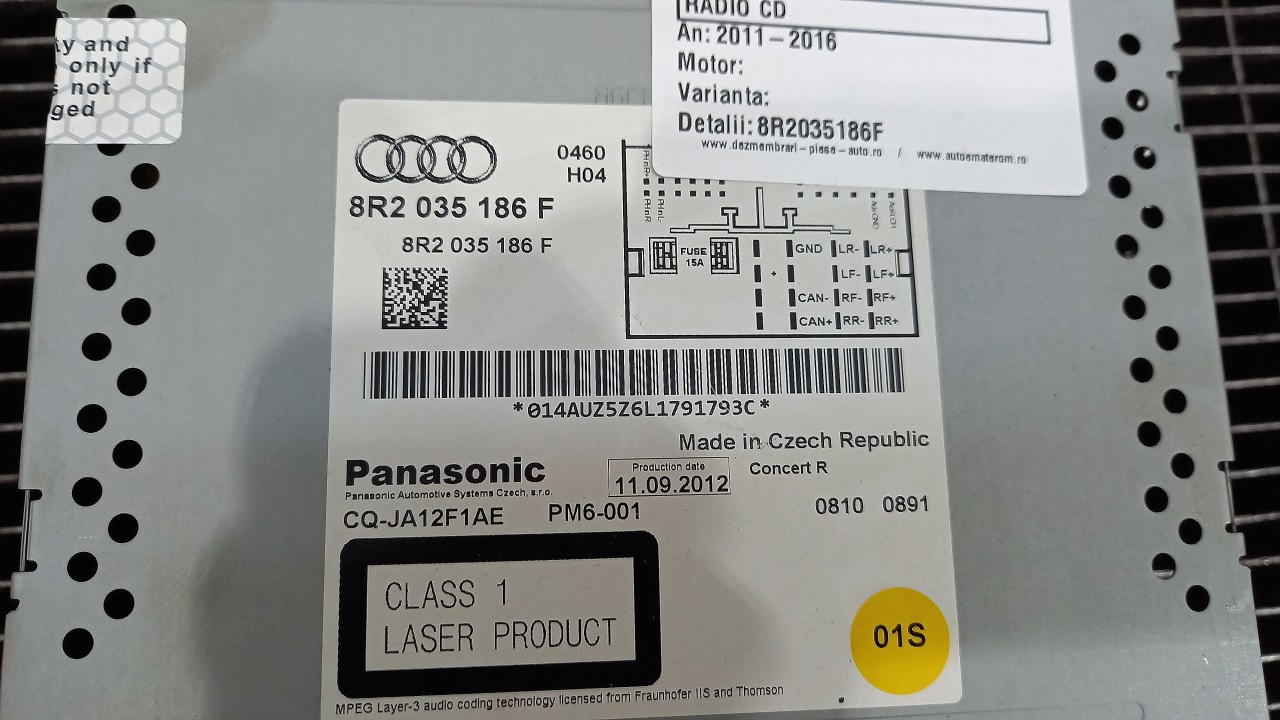 ty and
only if
not
ged
RADIO CD
An: 2011 – 2016
Motor:
Varianta:
Detalii: 8R2035186F
www.dezmembrari – piese – auto.ro / www.autoamaterom.ro
0460
H04
8R2 035 186 F
8R2 035 186 F
FUSE
15A
GND LR- LR+
+ LF- LF+
CAN- RF- RF+
CAN+ RR- RR+
*014AUZ5Z6L1791793C*
Made in Czech Republic
Panasonic
Panasonic Automotive Systems Czech, s.r.o.
Production date
11.09.2012
Concert R
CQ-JA12F1AE PM6-001
0810 0891
CLASS 1
LASER PRODUCT
01S
MPEG Layer-3 audio coding technology licensed from Fraunhofer IIS and Thomson